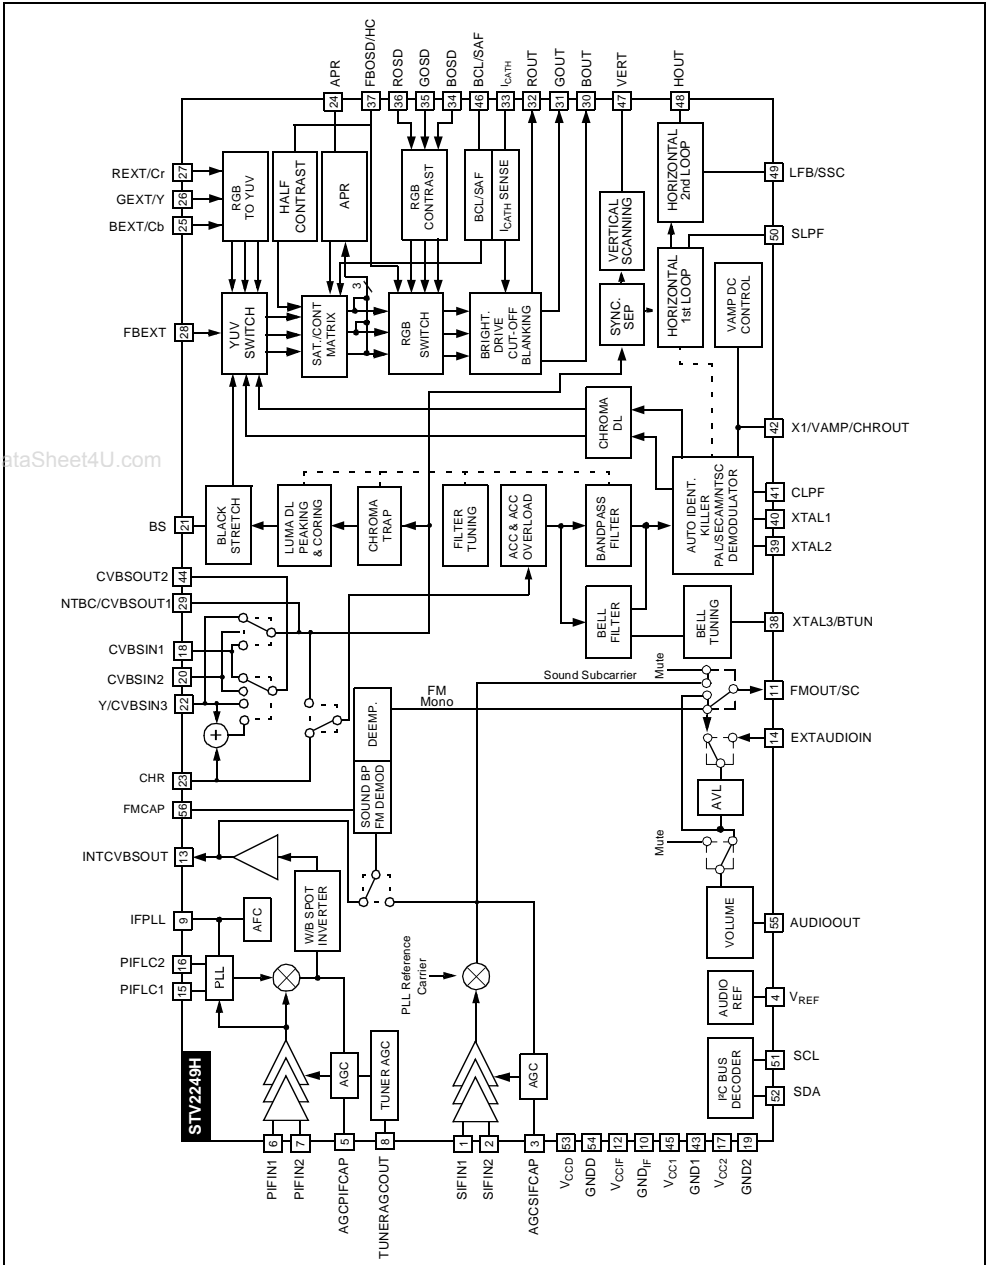 APR
FBOSD/HC
ROSD
GOSD
BOSD
BCL/SAF
ICATH
ROUT
GOUT
BOUT
VERT
HOUT
24
37
36
35
34
46
33
32
31
30
47
48
REXT/Cr
27
GEXT/Y
26
BEXT/Cb
25
RGB
TO YUV
HALF
CONTRAST
APR
RGB
CONTRAST
BCL/SAF
ICATH SENSE
VERTICAL
SCANNING
HORIZONTAL
2nd LOOP
49
LFB/SSC
50
SLPF
FBEXT
28
YUV
SWITCH
SAT./CONT
MATRIX
3
RGB
SWITCH
BRIGHT.
DRIVE
CUT-OFF
BLANKING
SYNC.
SEP
HORIZONTAL
1st LOOP
VAMP DC
CONTROL
CHROMA
DL
42
X1/VAMP/CHROUT
ataSheet4U.com
BS
21
BLACK
STRETCH
LUMA DL
PEAKING
& CORING
CHROMA
TRAP
FILTER
TUNING
ACC & ACC
OVERLOAD
BANDPASS
FILTER
AUTO IDENT.
KILLER
PAL/SECAM/NTSC
DEMODULATOR
41
CLPF
40
XTAL1
39
XTAL2
CVBSOUT2
44
NTBC/CVBSOUT1
29
CVBSIN1
18
CVBSIN2
20
Y/CVBSIN3
22
+
CHR
23
BELL
FILTER
BELL
TUNING
38
XTAL3/BTUN
Sound Subcarrier
Mute
FM
Mono
11
FMOUT/SC
14
EXTAUDIOIN
DEEMP.
SOUND BP
FM DEMOD
FMCAP
56
AVL
Mute
INTCVBSOUT
13
W/B SPOT
INVERTER
IFPLL
9
AFC
VOLUME
55
AUDIOOUT
PIFLC2
16
PIFLC1
15
PLL
PLL Reference
Carrier
AUDIO
REF
4
VREF
STV2249H
AGC
TUNER AGC
AGC
I²C BUS
DECODER
51
SCL
52
SDA
6
7
5
8
1
2
3
53
54
12
10
45
43
17
19
PIFIN1
PIFIN2
AGCPIFCAP
TUNERAGCOUT
SIFIN1
SIFIN2
AGCSIFCAP
VCCD
GNDD
VCCIF
GNDIF
VCC1
GND1
VCC2
GND2